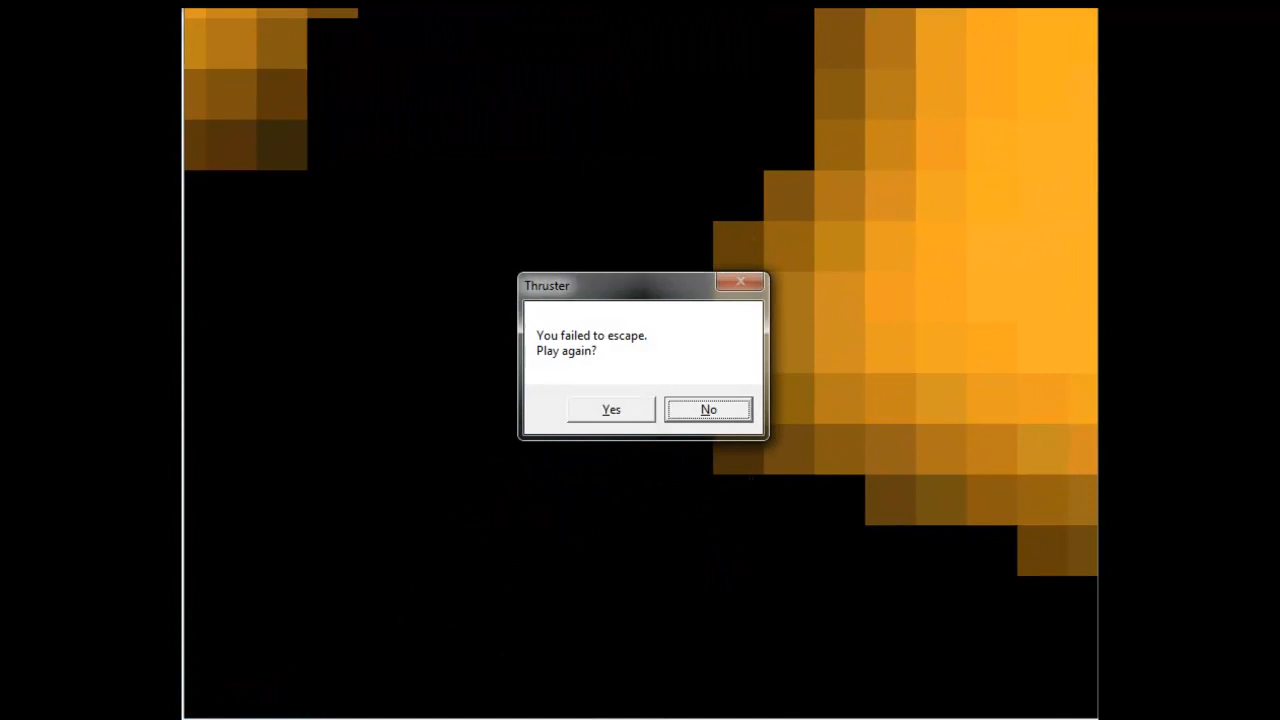 Thruster
You failed to escape.
Play again?
Yes
No